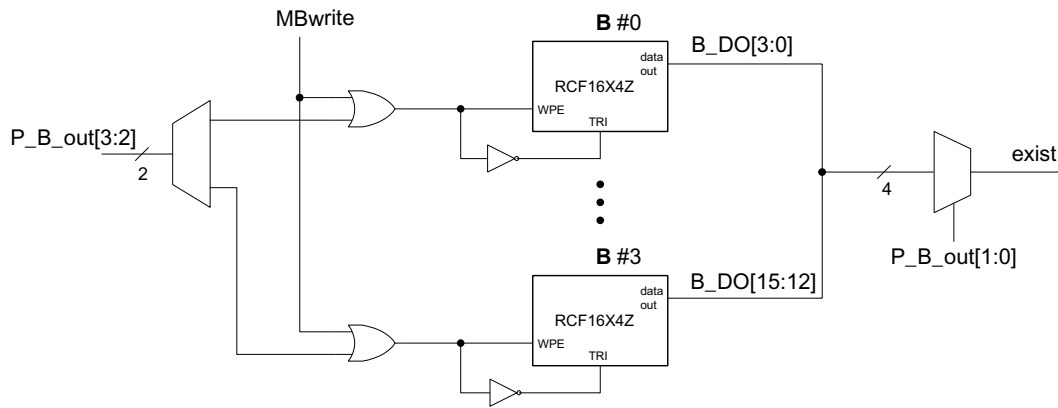 MBwrite
B #0
B_DO[3:0]
data
out
RCF16X4Z
WPE
TRI
P_B_out[3:2]
2
exist
4
P_B_out[1:0]
B #3
B_DO[15:12]
data
out
RCF16X4Z
WPE
TRI